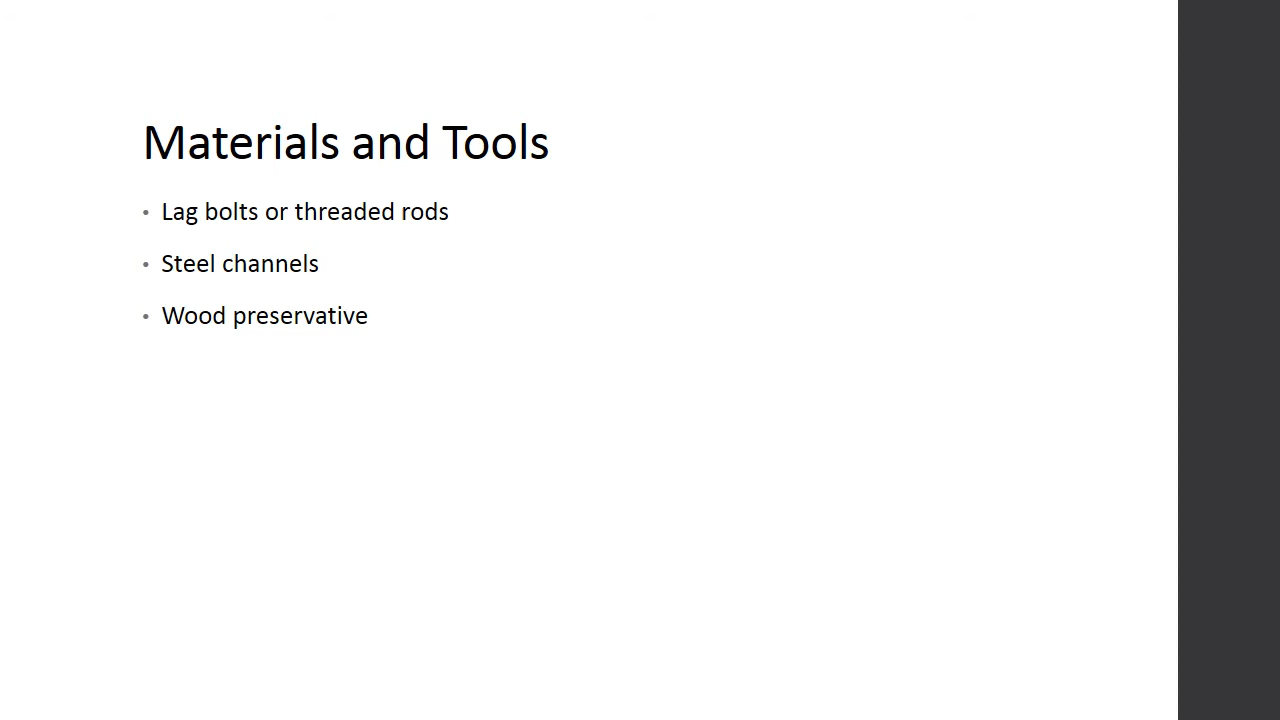 Materials and Tools
• Lag bolts or threaded rods
• Steel channels
• Wood preservative